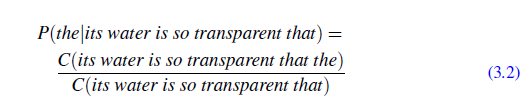 P(the|its water is so transparent that) =
C(its water is so transparent that the)
C(its water is so transparent that)
(3.2)